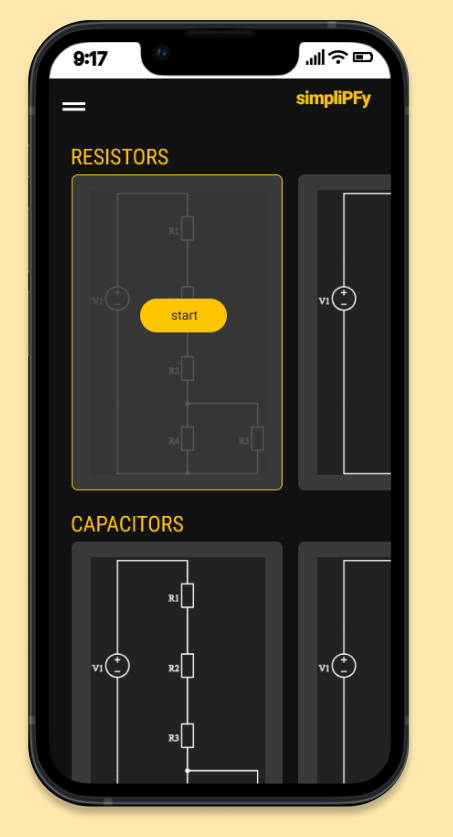 9:17
simpliPFy
RESISTORS
R1
V1
V1
start
R3
R4
R5
CAPACITORS
R1
V1
R2
V1
R3